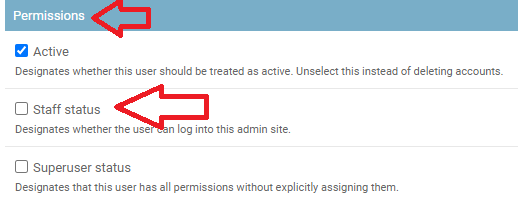 Permissions
Active
Designates whether this user should be treated as active. Unselect this instead of deleting accounts.
Staff status
Designates whether the user can log into this admin site.
Superuser status
Designates that this user has all permissions without explicitly assigning them.